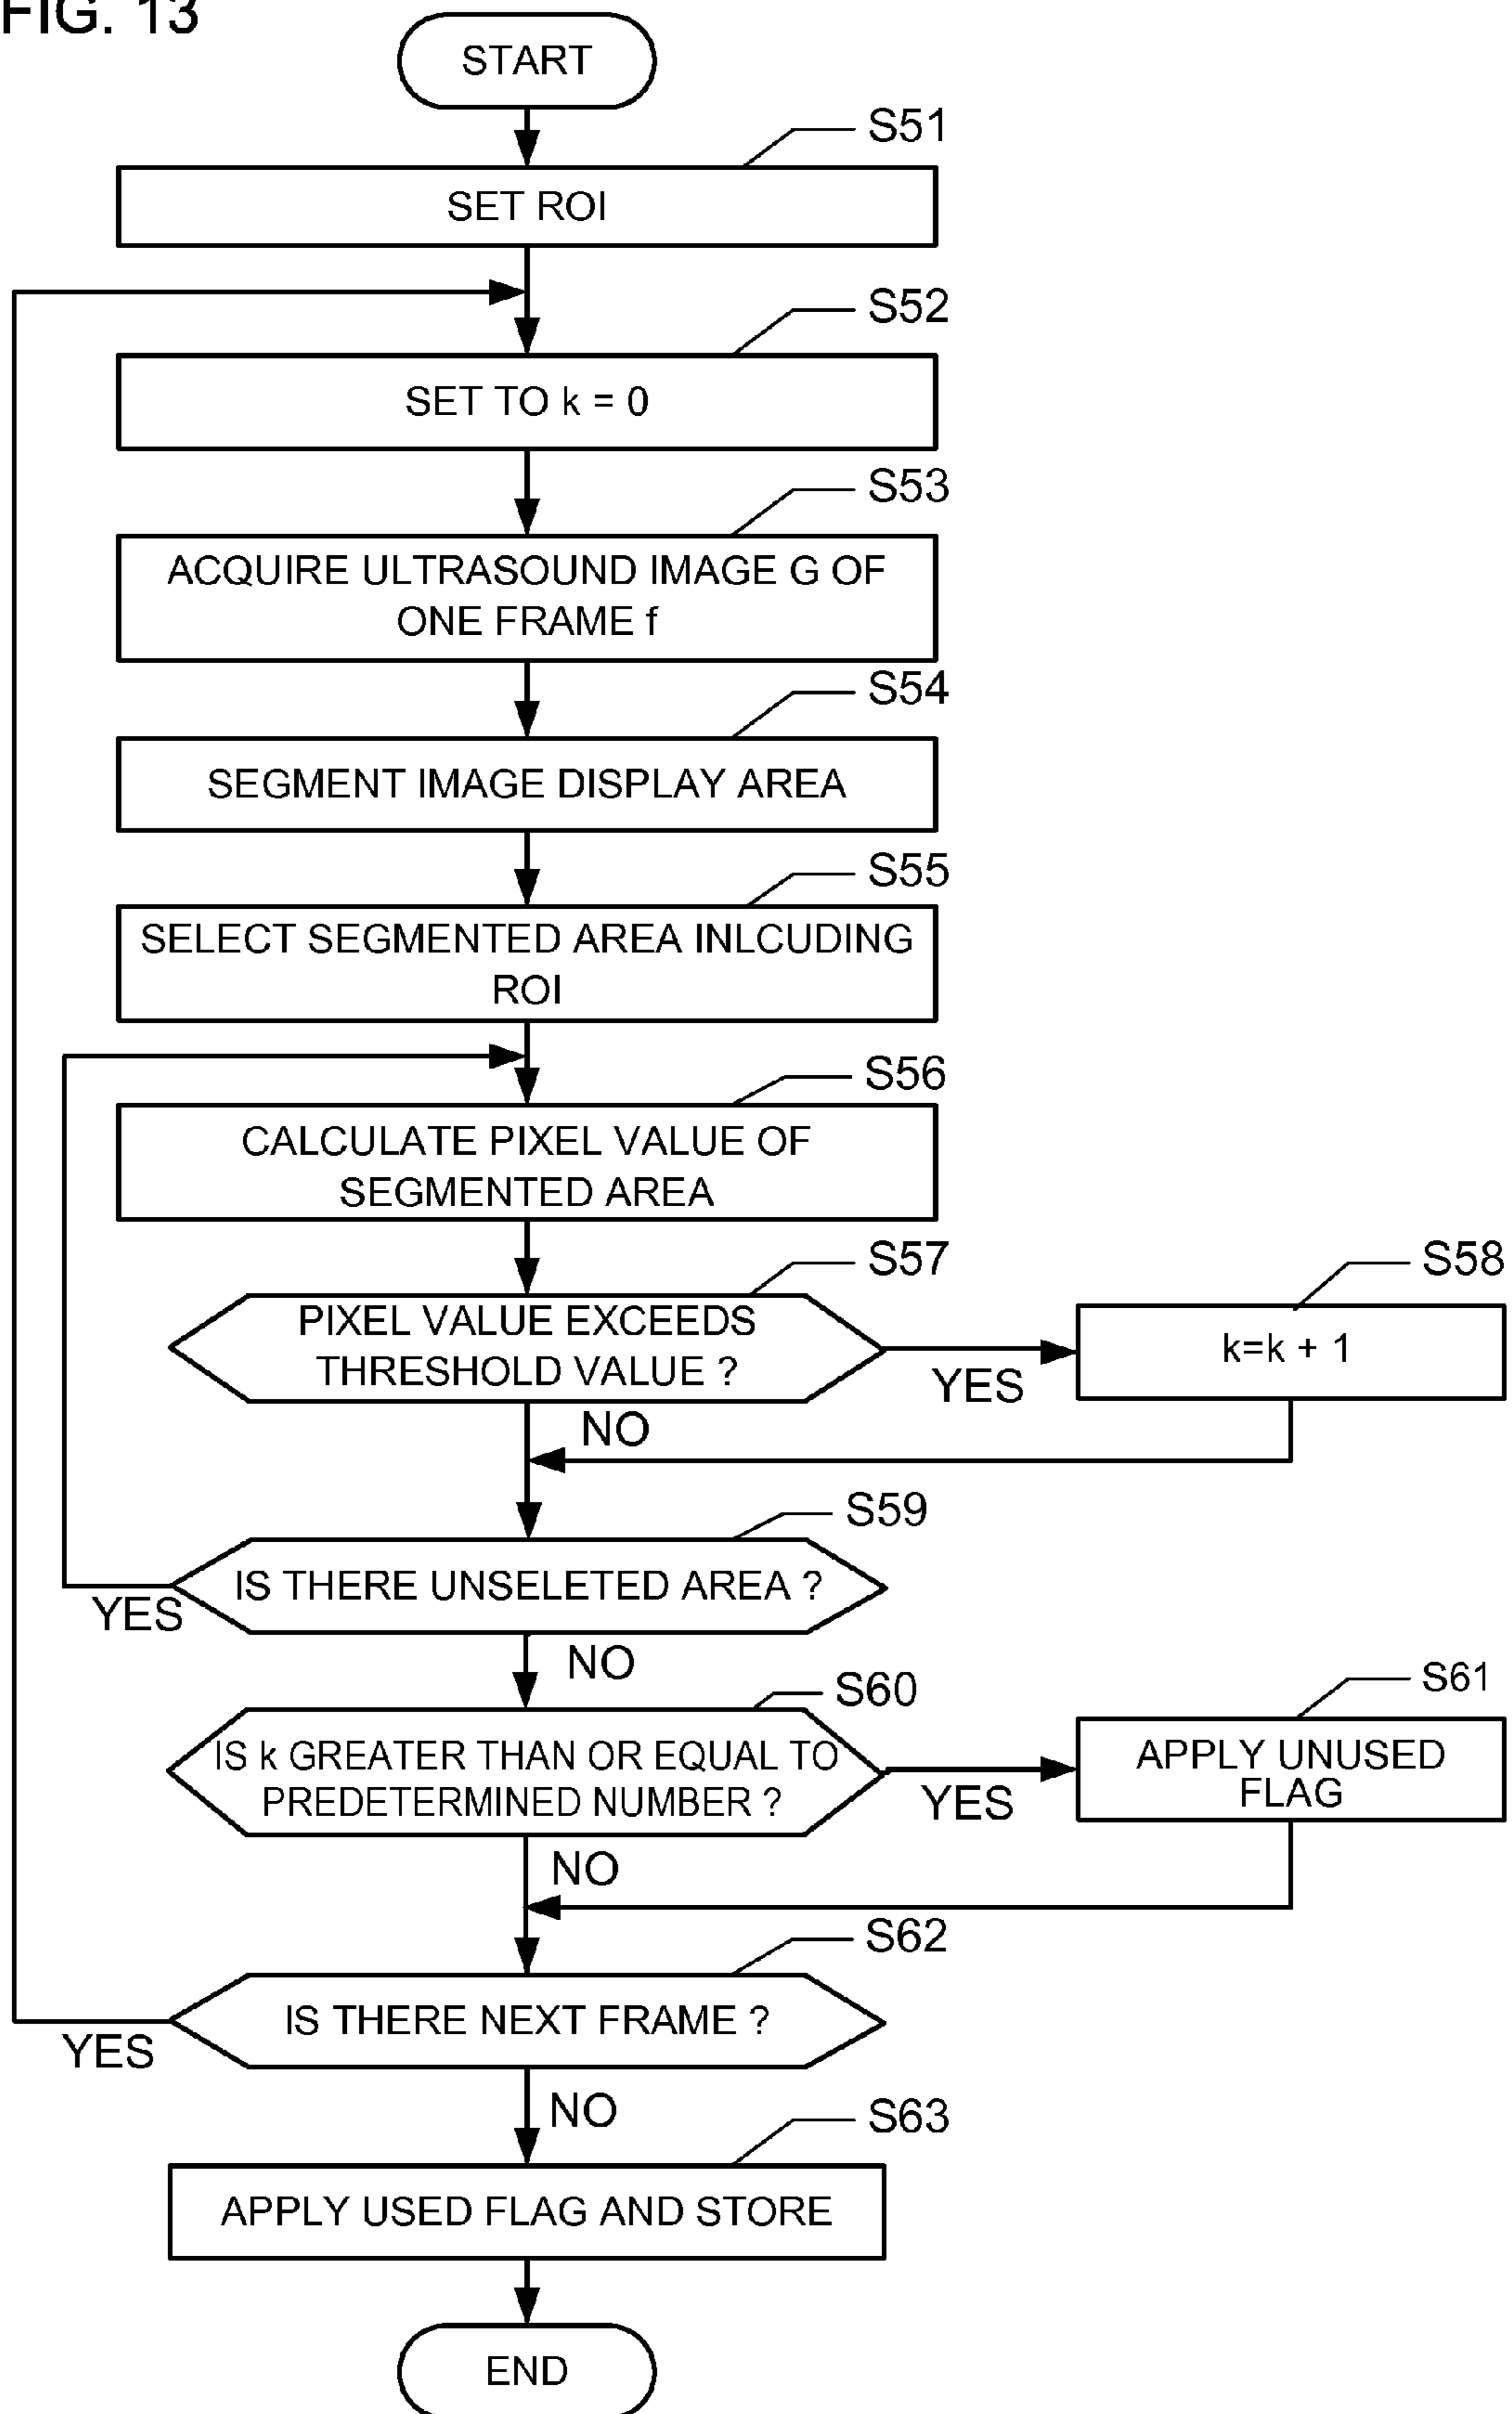 FIG. 13
START
S51
SET ROI
S52
SET TO k = 0
S53
ACQUIRE ULTRASOUND IMAGE G OF
ONE FRAME f
S54
SEGMENT IMAGE DISPLAY AREA
S55
SELECT SEGMENTED AREA INLCUDING
ROI
S56
CALCULATE PIXEL VALUE OF
SEGMENTED AREA
S57
PIXEL VALUE EXCEEDS
THRESHOLD VALUE ?
YES
S58
k=k + 1
NO
S59
IS THERE UNSELETED AREA ?
YES
NO
S60
IS k GREATER THAN OR EQUAL TO
PREDETERMINED NUMBER ?
YES
S61
APPLY UNUSED
FLAG
NO
S62
IS THERE NEXT FRAME ?
YES
NO
S63
APPLY USED FLAG AND STORE
END